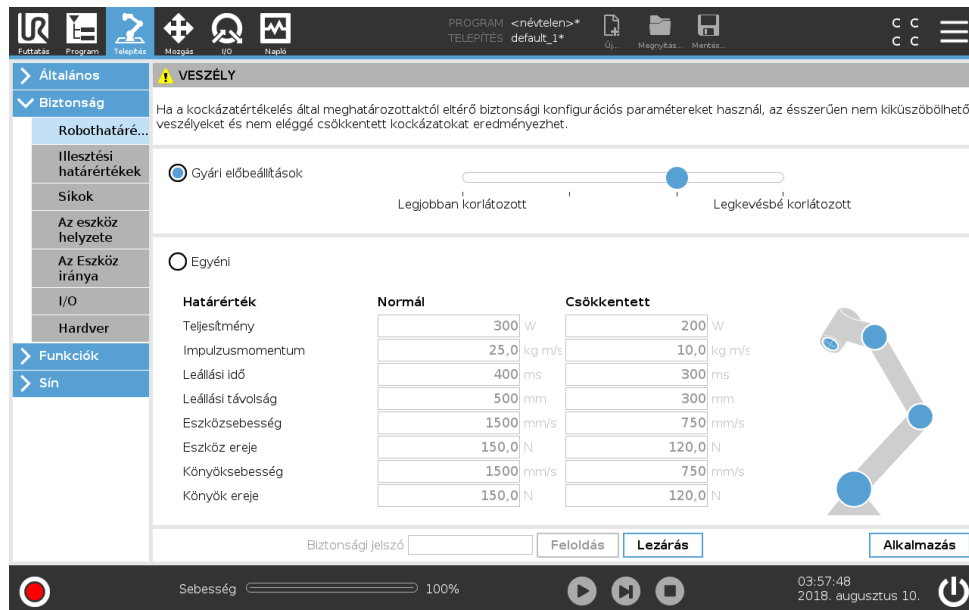 UR
PROGRAM <névtelen>*
TELEPÍTÉS default_1*
Futtatás Program Telepítés Mozgás I/O Napló Új... Megnyitás... Mentés...
C C
C C
Általános
Biztonság
Robothatáré...
Illesztési
határértékek
Síkok
Az eszköz
helyzete
Az Eszköz
iránya
I/O
Hardver
Funkciók
Sín
VESZÉLY
Ha a kockázatértékelés által meghatározottaktól eltérő biztonsági konfigurációs paramétereket használ, az ésszerűen nem kiküszöbölhető
veszélyeket és nem eléggé csökkentett kockázatokat eredményezhet.
Gyári előbeállítások
Legjobban korlátozott Legkevésbé korlátozott
Egyéni
Határérték Normál Csökkentett
Teljesítmény 300 W 200 W
Impulzusmomentum 25,0 kg m/s 10,0 kg m/s
Leállási idő 400 ms 300 ms
Leállási távolság 500 mm 300 mm
Eszközsebesség 1500 mm/s 750 mm/s
Eszköz ereje 150,0 N 120,0 N
Könyöksebesség 1500 mm/s 750 mm/s
Könyök ereje 150,0 N 120,0 N
Biztonsági jelszó Feloldás Lezárás Alkalmazás
Sebesség 100%
03:57:48
2018. augusztus 10.